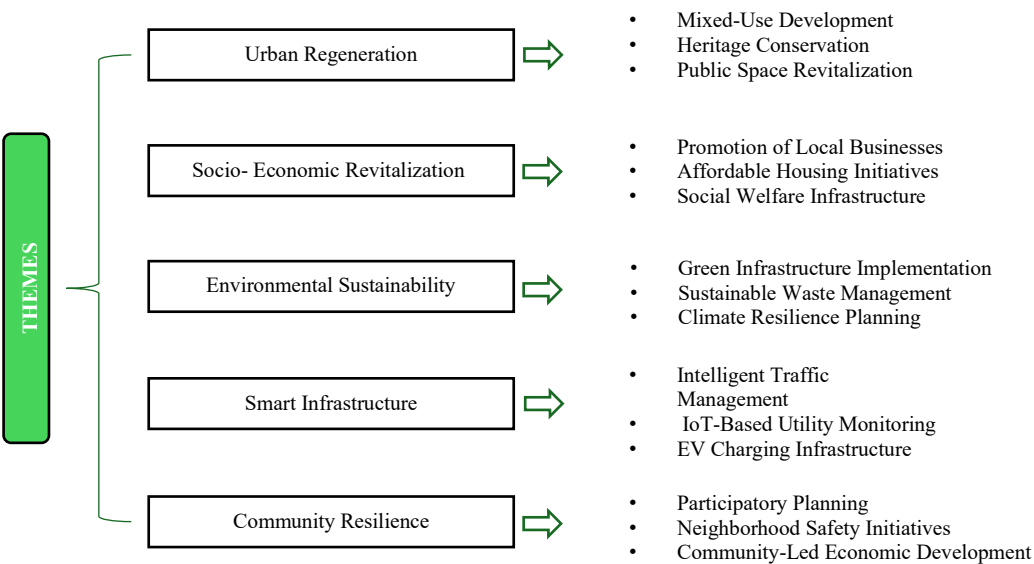 THEMES
Urban Regeneration
• Mixed-Use Development
• Heritage Conservation
• Public Space Revitalization
Socio- Economic Revitalization
• Promotion of Local Businesses
• Affordable Housing Initiatives
• Social Welfare Infrastructure
Environmental Sustainability
• Green Infrastructure Implementation
• Sustainable Waste Management
• Climate Resilience Planning
Smart Infrastructure
• Intelligent Traffic
Management
• IoT-Based Utility Monitoring
• EV Charging Infrastructure
Community Resilience
• Participatory Planning
• Neighborhood Safety Initiatives
• Community-Led Economic Development